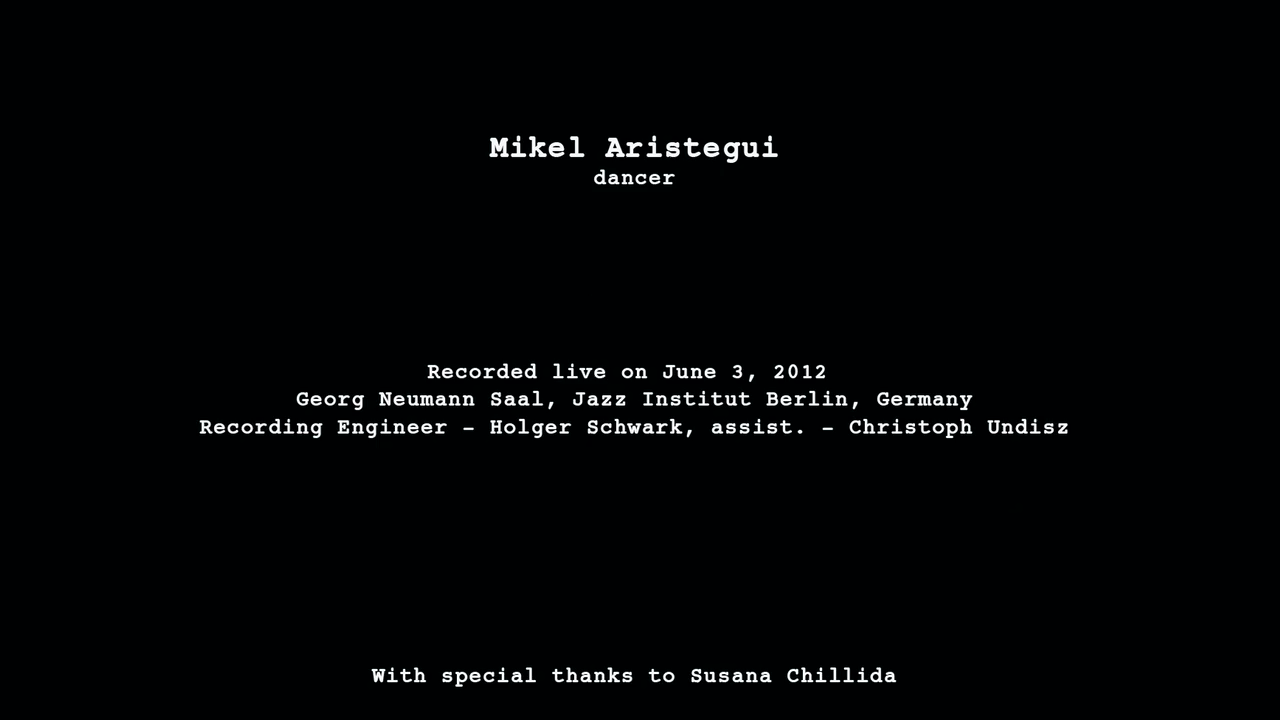 Mikel Aristegui
dancer
Recorded live on June 3, 2012
Georg Neumann Saal, Jazz Institut Berlin, Germany
Recording Engineer - Holger Schwark, assist. - Christoph Undisz
With special thanks to Susana Chillida